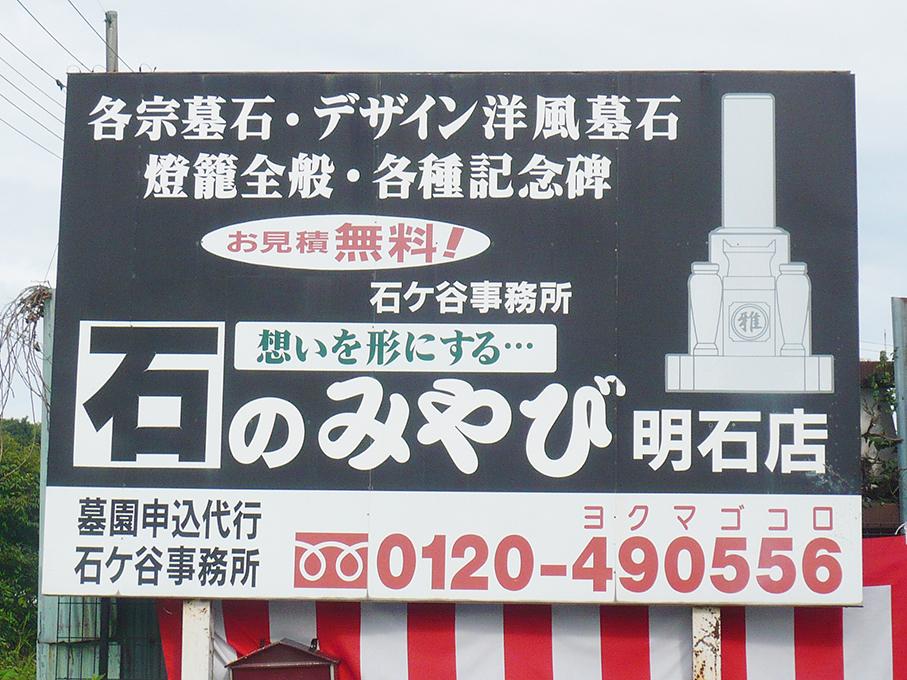 各宗墓石・デザイン洋風墓石
燈籠全般・各種記念碑
お見積無料!
石ケ谷事務所
想いを形にする…
石のみやび 明石店
雅
墓園申込代行
石ケ谷事務所
ヨクマゴコロ
0120-490556